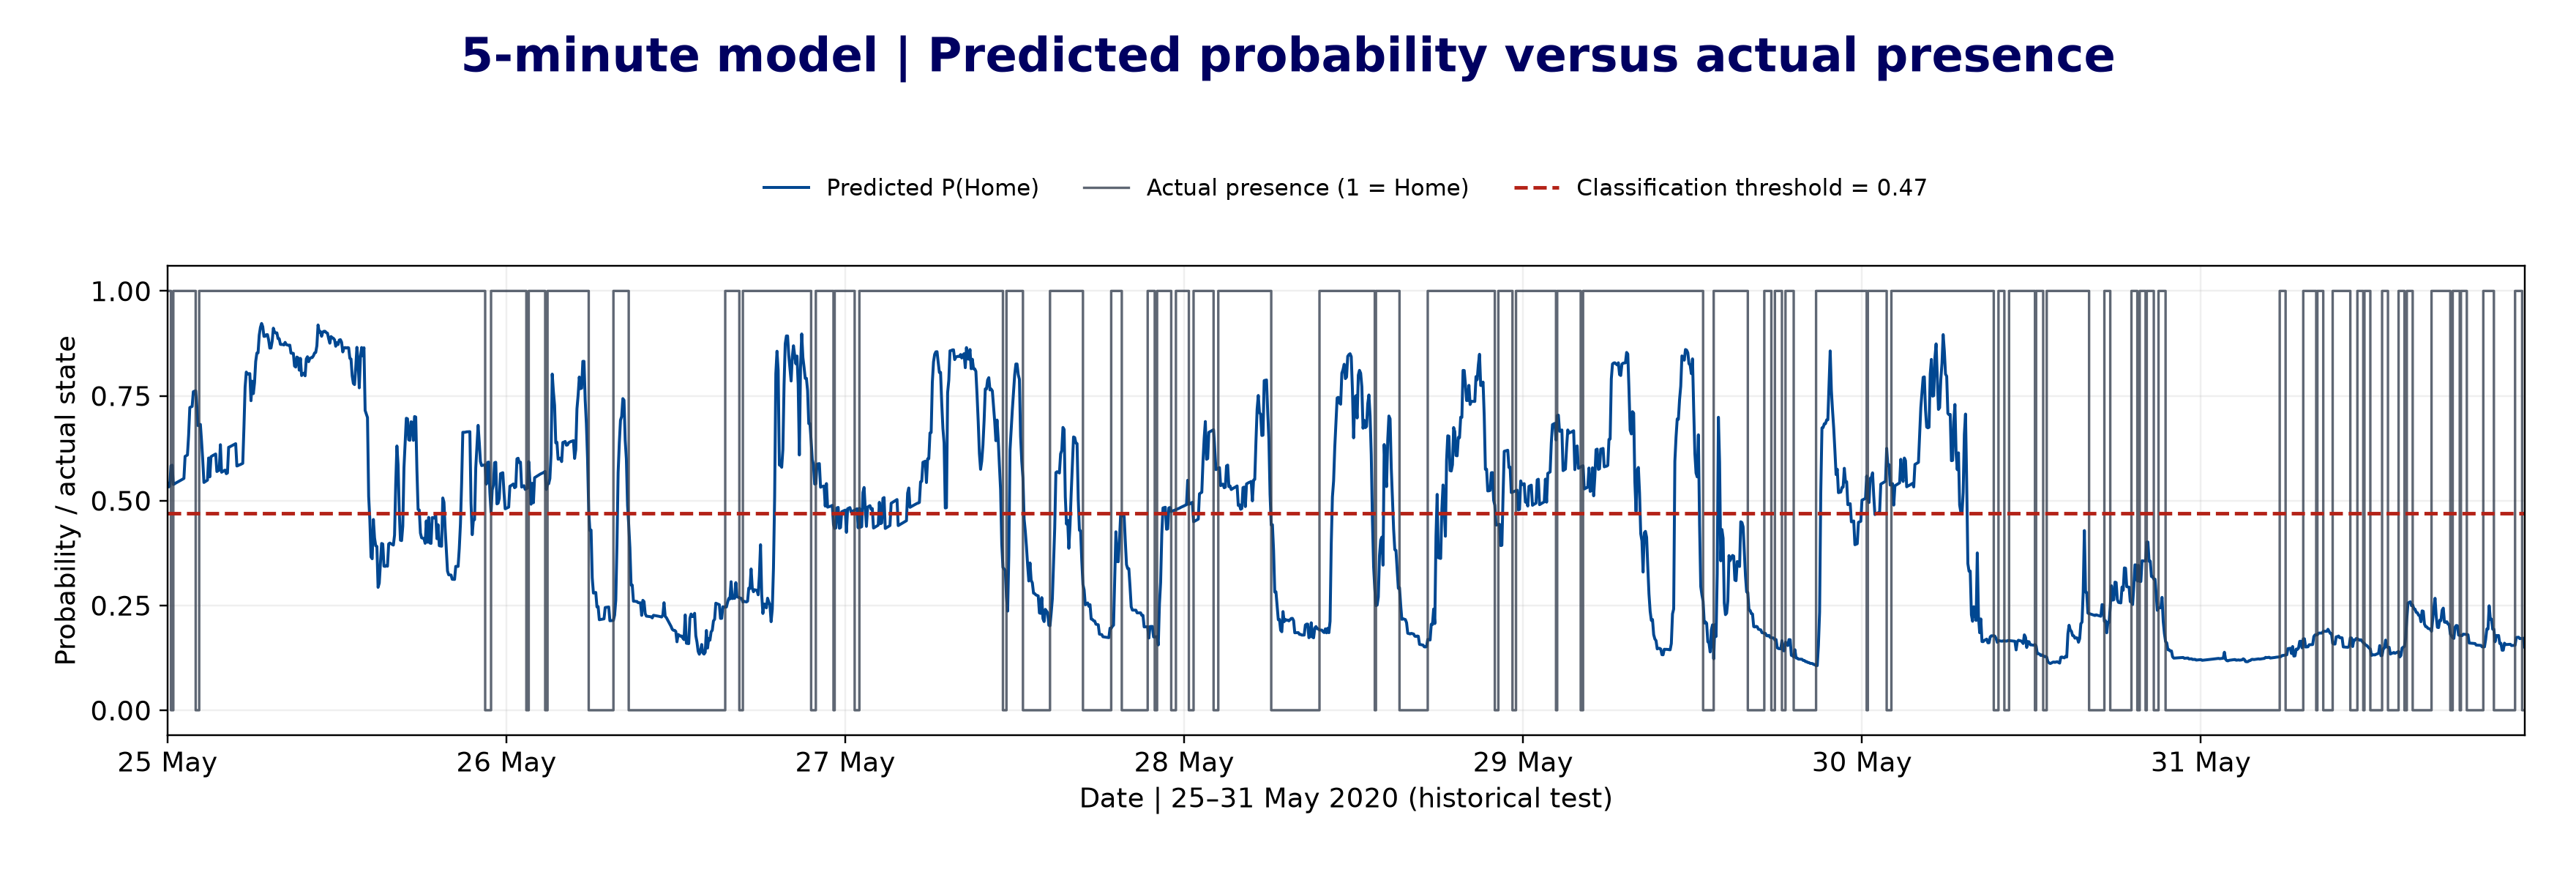 5-minute model | Predicted probability versus actual presence
Predicted P(Home) Actual presence (1 = Home) Classification threshold = 0.47
Probability / actual state
1.00
0.75
0.50
0.25
0.00
25 May 26 May 27 May 28 May 29 May 30 May 31 May
Date | 25–31 May 2020 (historical test)